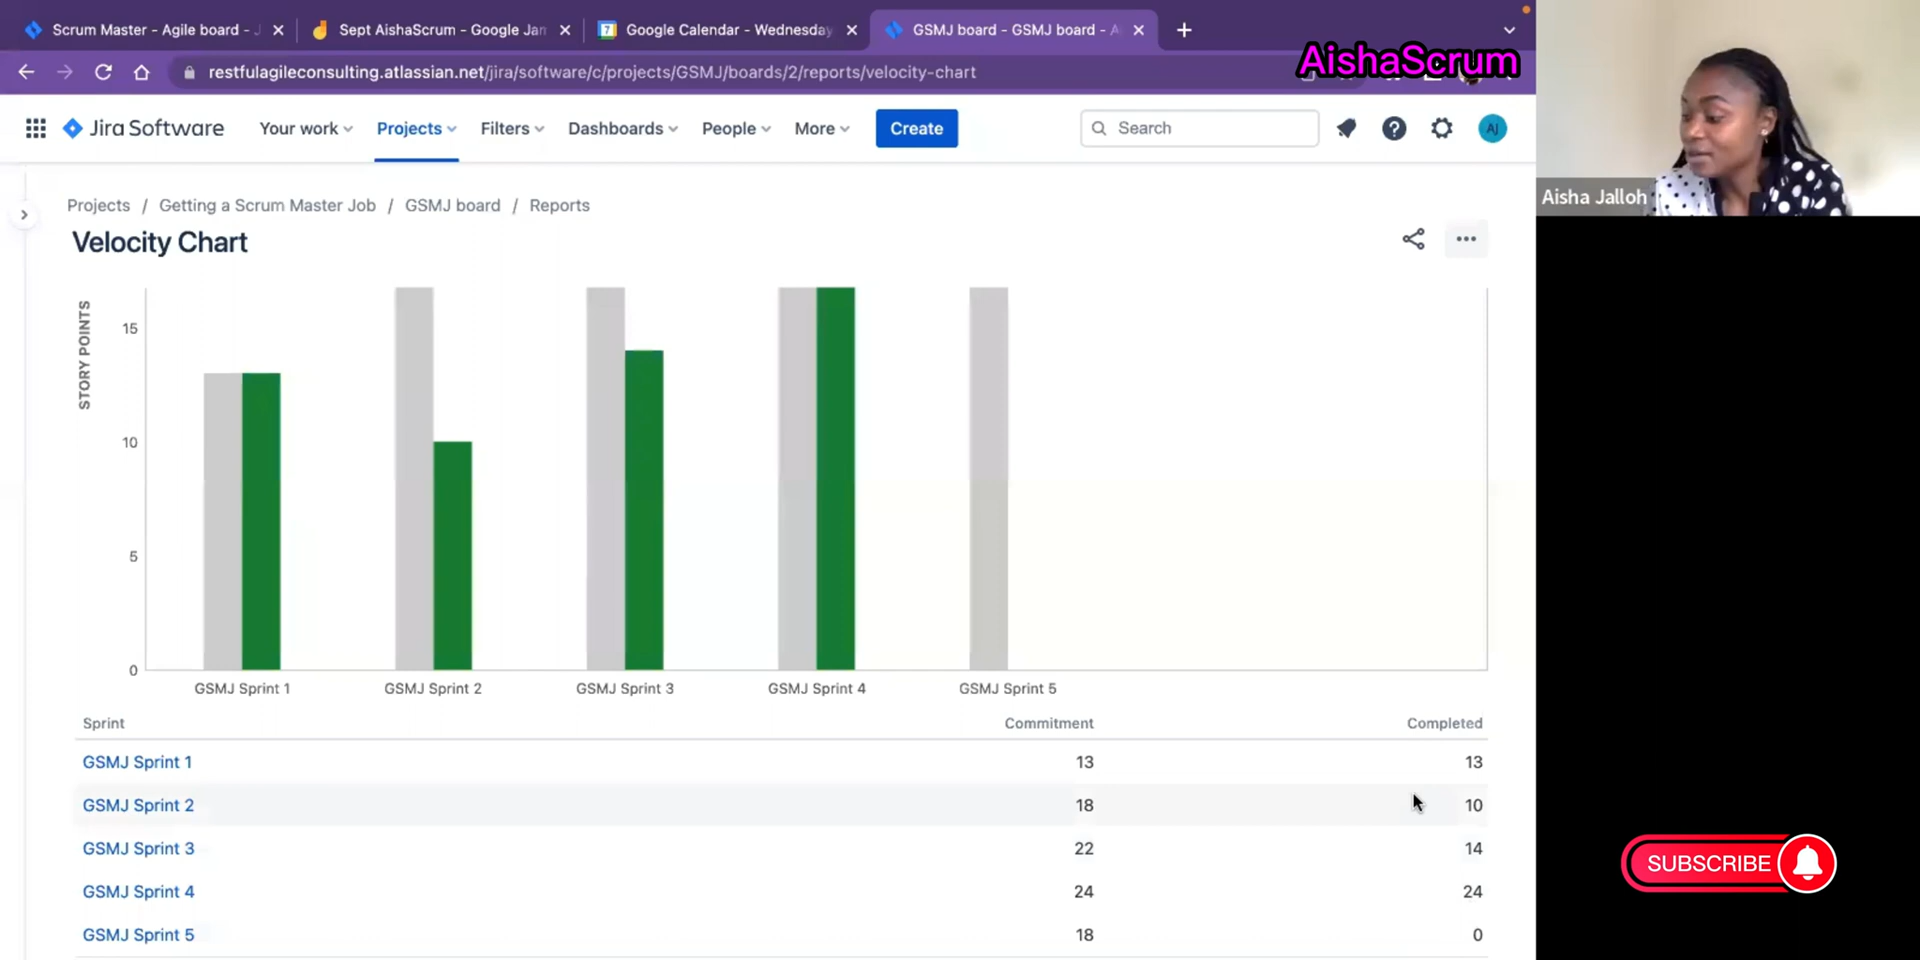 Scrum Master - Agile board - J
Sept AishaScrum - Google Jam
Google Calendar - Wednesday
GSMJ board - GSMJ board - A
restfulagileconsulting.atlassian.net/jira/software/c/projects/GSMJ/boards/2/reports/velocity-chart
AishaScrum
Jira Software
Your work
Projects
Filters
Dashboards
People
More
Create
Search
AJ
Aisha Jalloh
Projects / Getting a Scrum Master Job / GSMJ board / Reports
Velocity Chart
STORY POINTS
15
10
5
0
GSMJ Sprint 1
GSMJ Sprint 2
GSMJ Sprint 3
GSMJ Sprint 4
GSMJ Sprint 5
Sprint Commitment Completed
GSMJ Sprint 1 13 13
GSMJ Sprint 2 18 10
GSMJ Sprint 3 22 14
GSMJ Sprint 4 24 24
GSMJ Sprint 5 18 0
SUBSCRIBE